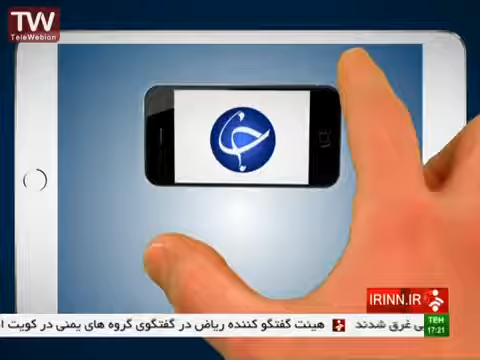 TW
TeleWebion
IRINN.IR
ی غرق شدند
هیئت گفتگو کننده ریاض در گفتگوی گروه های یمنی در کویت
TEH
17:21